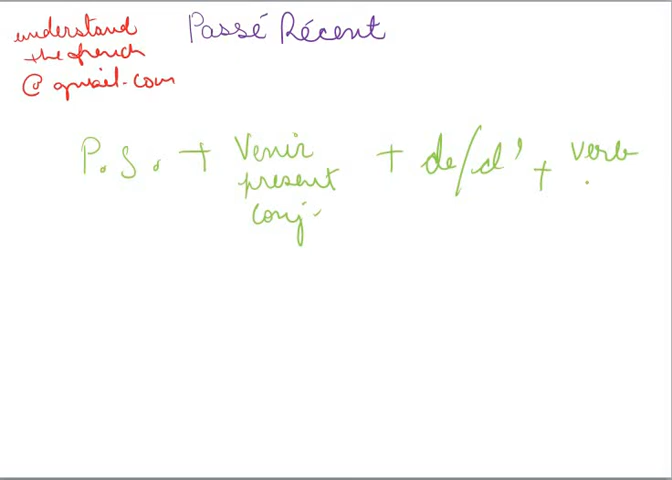 understand
the french
@ gmail.com
Passé Récent
P.S. + Venir + de/d' + verb
present
conj.